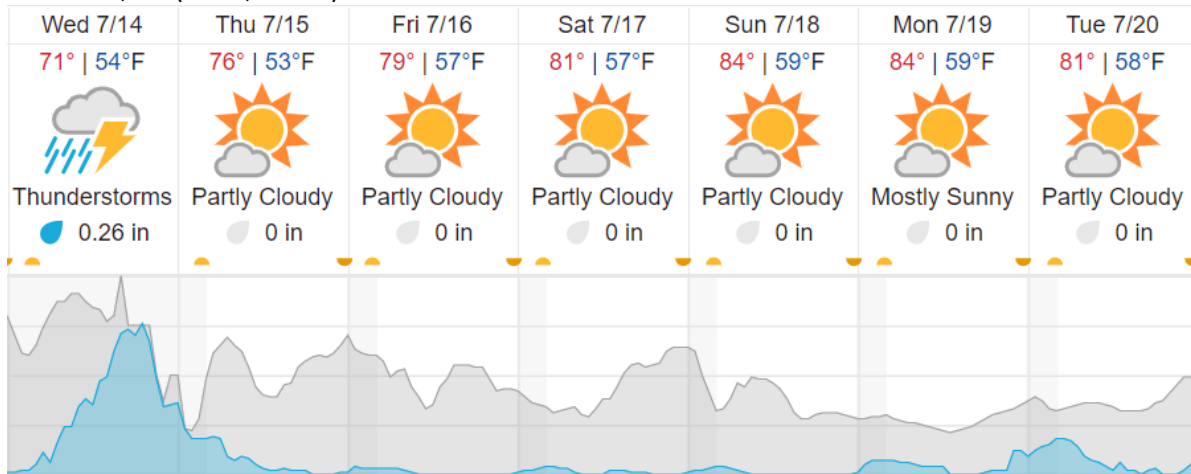 Wed 7/14 Thu 7/15 Fri 7/16 Sat 7/17 Sun 7/18 Mon 7/19 Tue 7/20
71° | 54°F 76° | 53°F 79° | 57°F 81° | 57°F 84° | 59°F 84° | 59°F 81° | 58°F
Thunderstorms Partly Cloudy Partly Cloudy Partly Cloudy Partly Cloudy Mostly Sunny Partly Cloudy
0.26 in 0 in 0 in 0 in 0 in 0 in 0 in